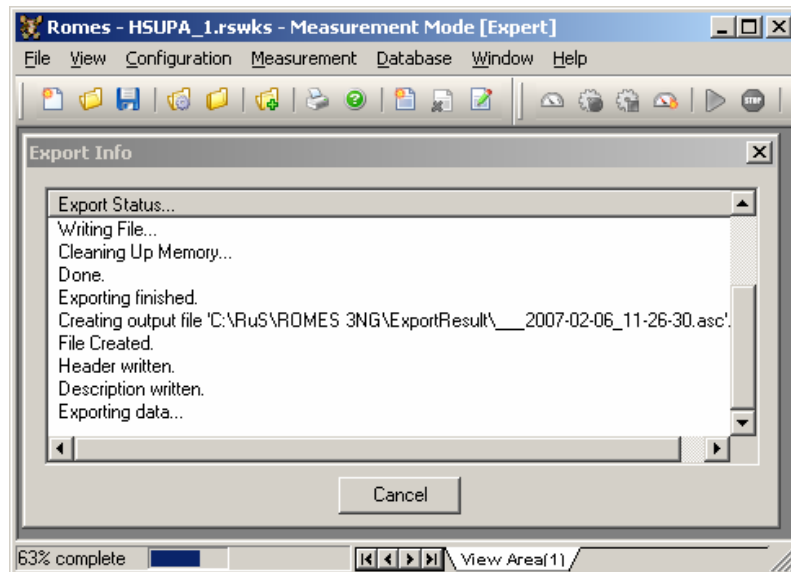 Romes - HSUPA_1.rswks - Measurement Mode [Expert]
File View Configuration Measurement Database Window Help
STOP
Export Info
Export Status...
Writing File...
Cleaning Up Memory...
Done.
Exporting finished.
Creating output file 'C:\RuS\ROMES 3NG\ExportResult\___2007-02-06_11-26-30.asc'.
File Created.
Header written.
Description written.
Exporting data...
Cancel
63% complete
View Area(1)